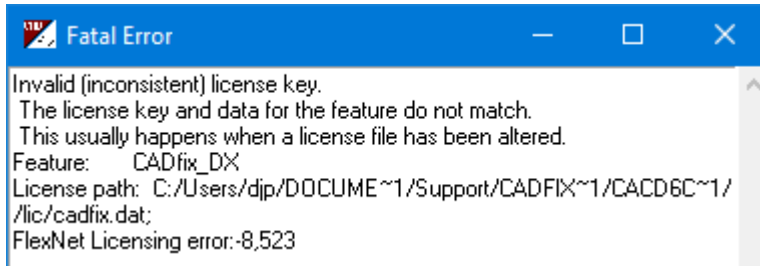 Fatal Error
Invalid (inconsistent) license key.
The license key and data for the feature do not match.
This usually happens when a license file has been altered.
Feature: CADfix_DX
License path: C:/Users/djp/DOCUME~1/Support/CADFIX~1/CACD6C~1/
/lic/cadfix.dat;
FlexNet Licensing error:-8,523